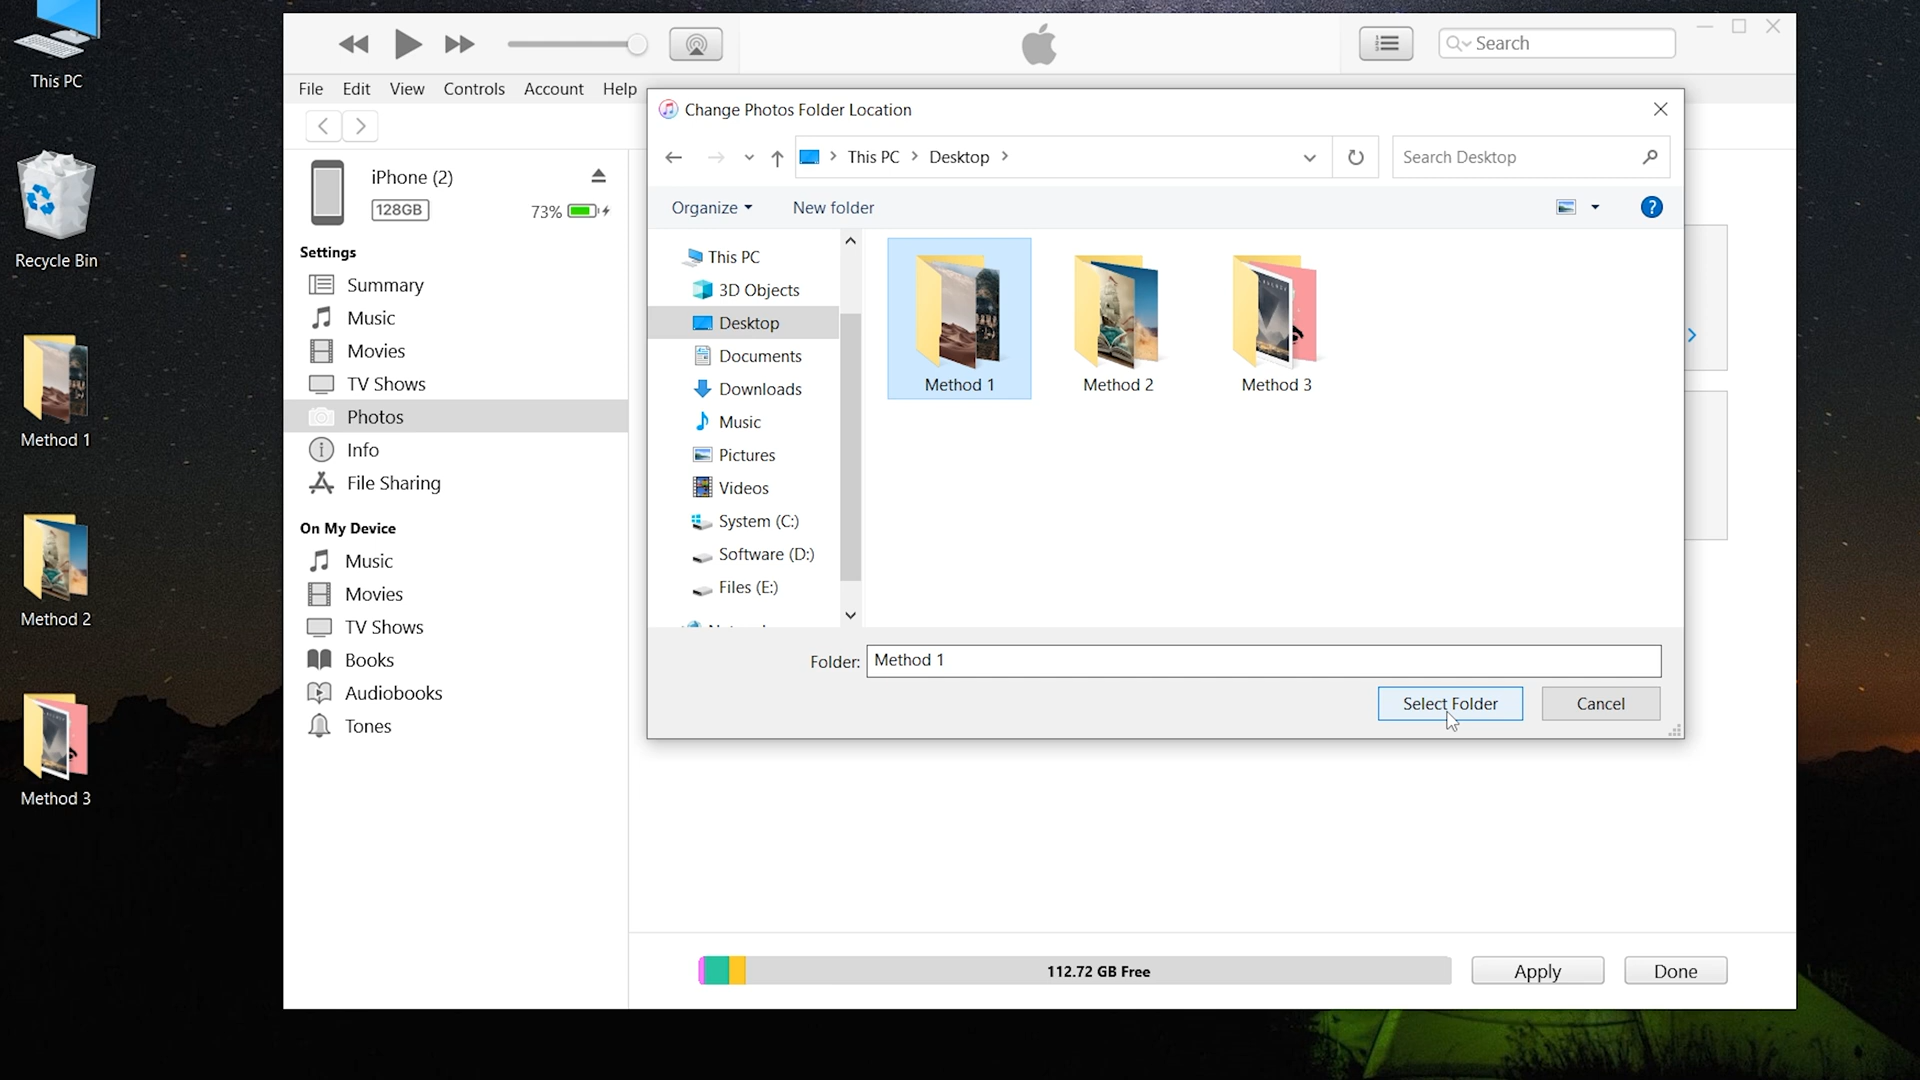 This PC
Recycle Bin
Method 1
Method 2
Method 3
Search
File Edit View Controls Account Help
iPhone (2)
128GB
73%
Settings
Summary
Music
Movies
TV Shows
Photos
Info
File Sharing
On My Device
Music
Movies
TV Shows
Books
Audiobooks
Tones
Change Photos Folder Location
This PC > Desktop >
Search Desktop
Organize
New folder
This PC
3D Objects
Desktop
Documents
Downloads
Music
Pictures
Videos
System (C:)
Software (D:)
Files (E:)
Method 1
Method 2
Method 3
Folder: Method 1
Select Folder
Cancel
112.72 GB Free
Apply
Done